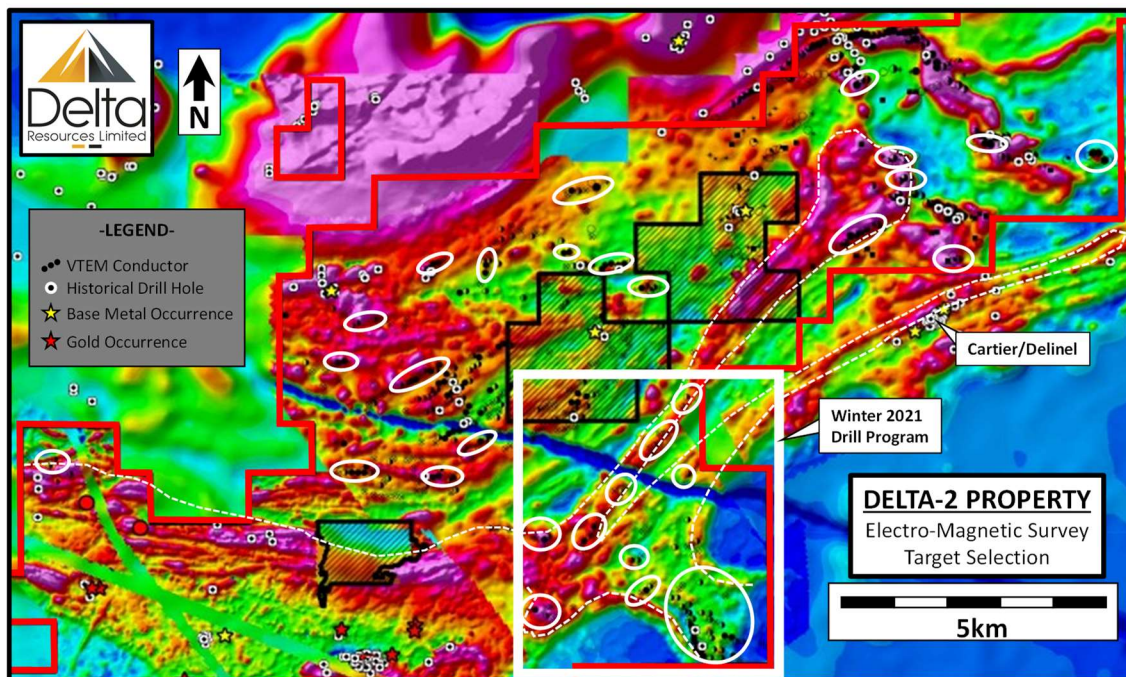 Delta
Resources Limited
N
-LEGEND-
VTEM Conductor
Historical Drill Hole
Base Metal Occurrence
Gold Occurrence
Cartier/Delinel
Winter 2021
Drill Program
DELTA-2 PROPERTY
Electro-Magnetic Survey
Target Selection
5km